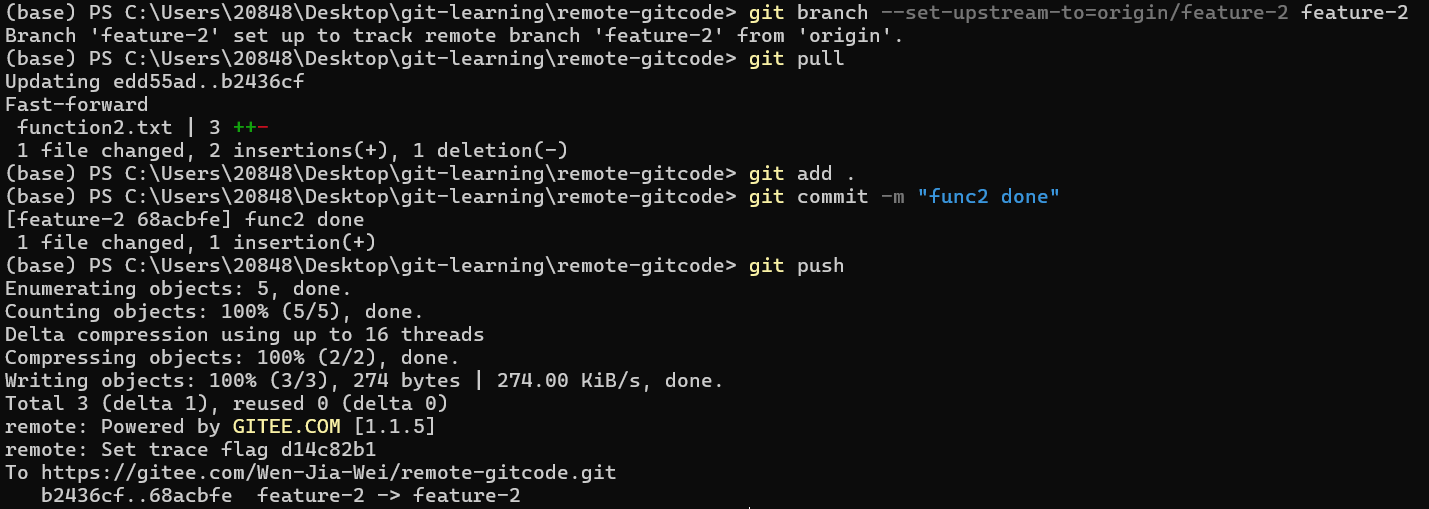 (base) PS C:\Users\20848\Desktop\git-learning\remote-gitcode> git branch --set-upstream-to=origin/feature-2 feature-2
Branch 'feature-2' set up to track remote branch 'feature-2' from 'origin'.
(base) PS C:\Users\20848\Desktop\git-learning\remote-gitcode> git pull
Updating edd55ad..b2436cf
Fast-forward
 function2.txt | 3 ++-
 1 file changed, 2 insertions(+), 1 deletion(-)
(base) PS C:\Users\20848\Desktop\git-learning\remote-gitcode> git add .
(base) PS C:\Users\20848\Desktop\git-learning\remote-gitcode> git commit -m "func2 done"
[feature-2 68acbfe] func2 done
 1 file changed, 1 insertion(+)
(base) PS C:\Users\20848\Desktop\git-learning\remote-gitcode> git push
Enumerating objects: 5, done.
Counting objects: 100% (5/5), done.
Delta compression using up to 16 threads
Compressing objects: 100% (2/2), done.
Writing objects: 100% (3/3), 274 bytes | 274.00 KiB/s, done.
Total 3 (delta 1), reused 0 (delta 0)
remote: Powered by GITEE.COM [1.1.5]
remote: Set trace flag d14c82b1
To https://gitee.com/Wen-Jia-Wei/remote-gitcode.git
   b2436cf..68acbfe  feature-2 -> feature-2